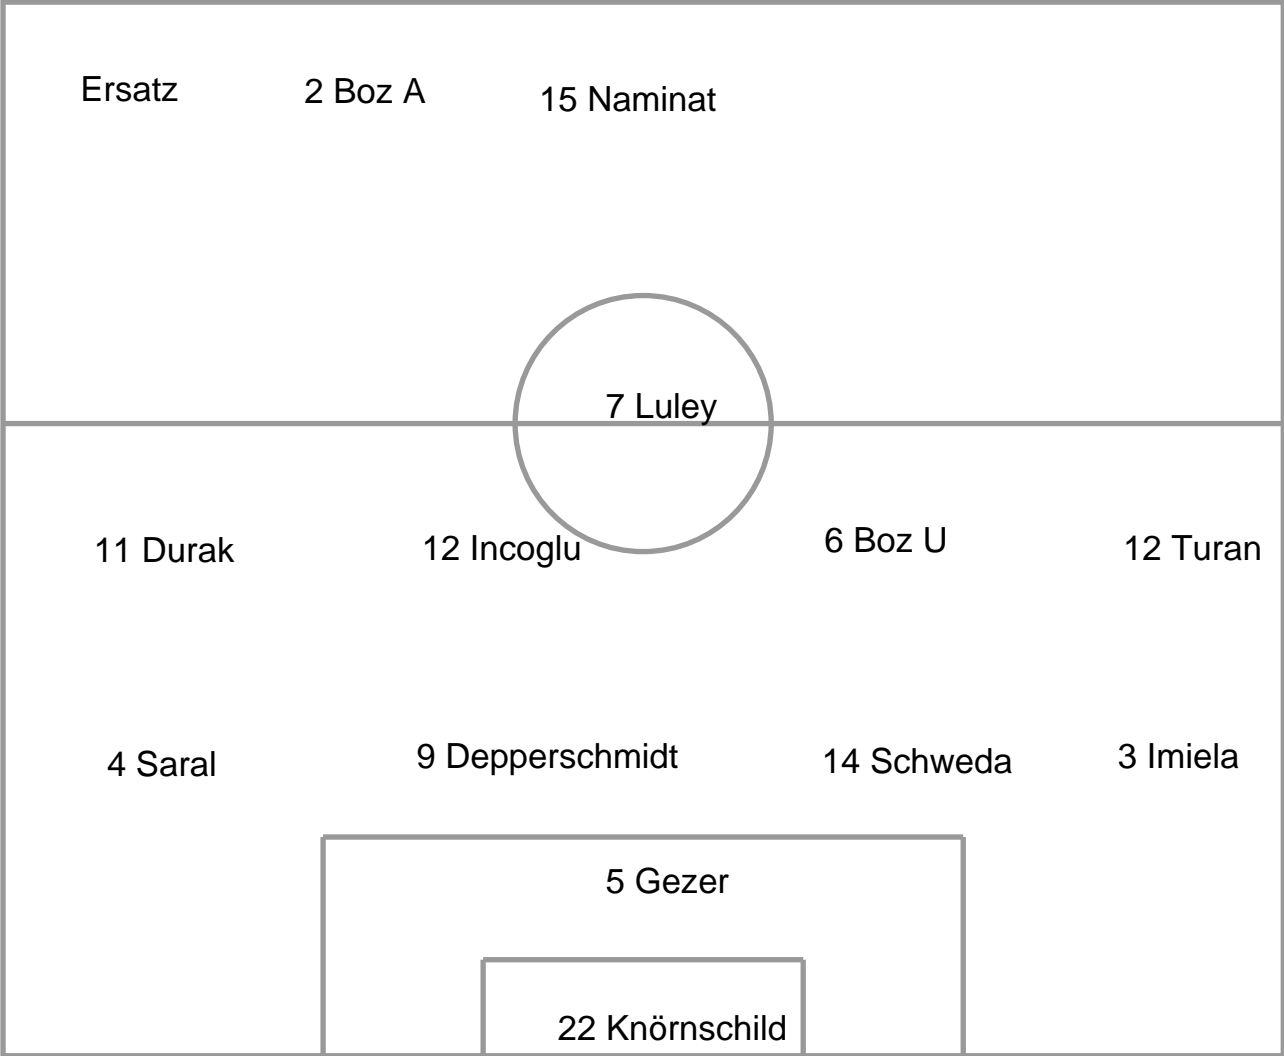 Ersatz 2 Boz A 15 Naminat
7 Luley
11 Durak 12 Incoglu 6 Boz U 12 Turan
4 Saral 9 Depperschmidt 14 Schweda 3 Imiela
5 Gezer
22 Knörnschild